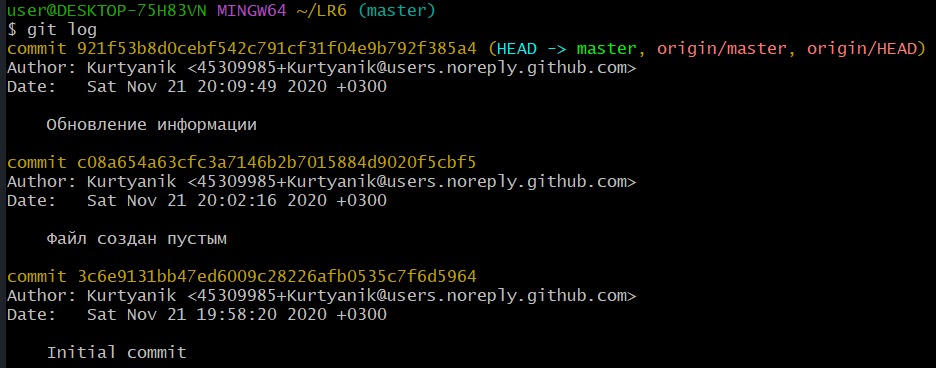 user@DESKTOP-75H83VN MINGW64 ~/LR6 (master)
$ git log
commit 921f53b8d0cebf542c791cf31f04e9b792f385a4 (HEAD -> master, origin/master, origin/HEAD)
Author: Kurtyanik <45309985+Kurtyanik@users.noreply.github.com>
Date:   Sat Nov 21 20:09:49 2020 +0300
Обновление информации
commit c08a654a63cfc3a7146b2b7015884d9020f5cbf5
Author: Kurtyanik <45309985+Kurtyanik@users.noreply.github.com>
Date:   Sat Nov 21 20:02:16 2020 +0300
Файл создан пустым
commit 3c6e9131bb47ed6009c28226afb0535c7f6d5964
Author: Kurtyanik <45309985+Kurtyanik@users.noreply.github.com>
Date:   Sat Nov 21 19:58:20 2020 +0300
Initial commit